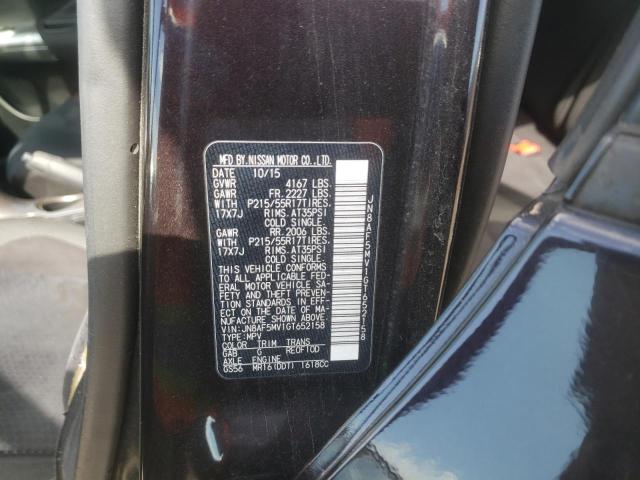 MFD BY.NISSAN MOTOR CO.,LTD.
DATE 10/15
GVWR 4167 LBS.
GAWR FR.2227 LBS.
WITH P215/55R17TIRES.
17X7J RIMS.AT35PSI
COLD SINGLE.
GAWR RR.2006 LBS.
WITH P215/55R17TIRES.
17X7J RIMS.AT35PSI
COLD SINGLE.
THIS VEHICLE CONFORMS
TO ALL APPLICABLE FED-
ERAL MOTOR VEHICLE SA-
FETY AND THEFT PREVEN-
TION STANDARDS IN EFF-
ECT ON THE DATE OF MA-
NUFACTURE SHOWN ABOVE.
VIN:JN8AF5MV1GT652158
TYPE:MPV
COLOR TRIM TRANS
GAB G RE0F10D
AXLE ENGINE
GS56 MR16(DDT) 1618CC
JN8AF5MV1GT652158